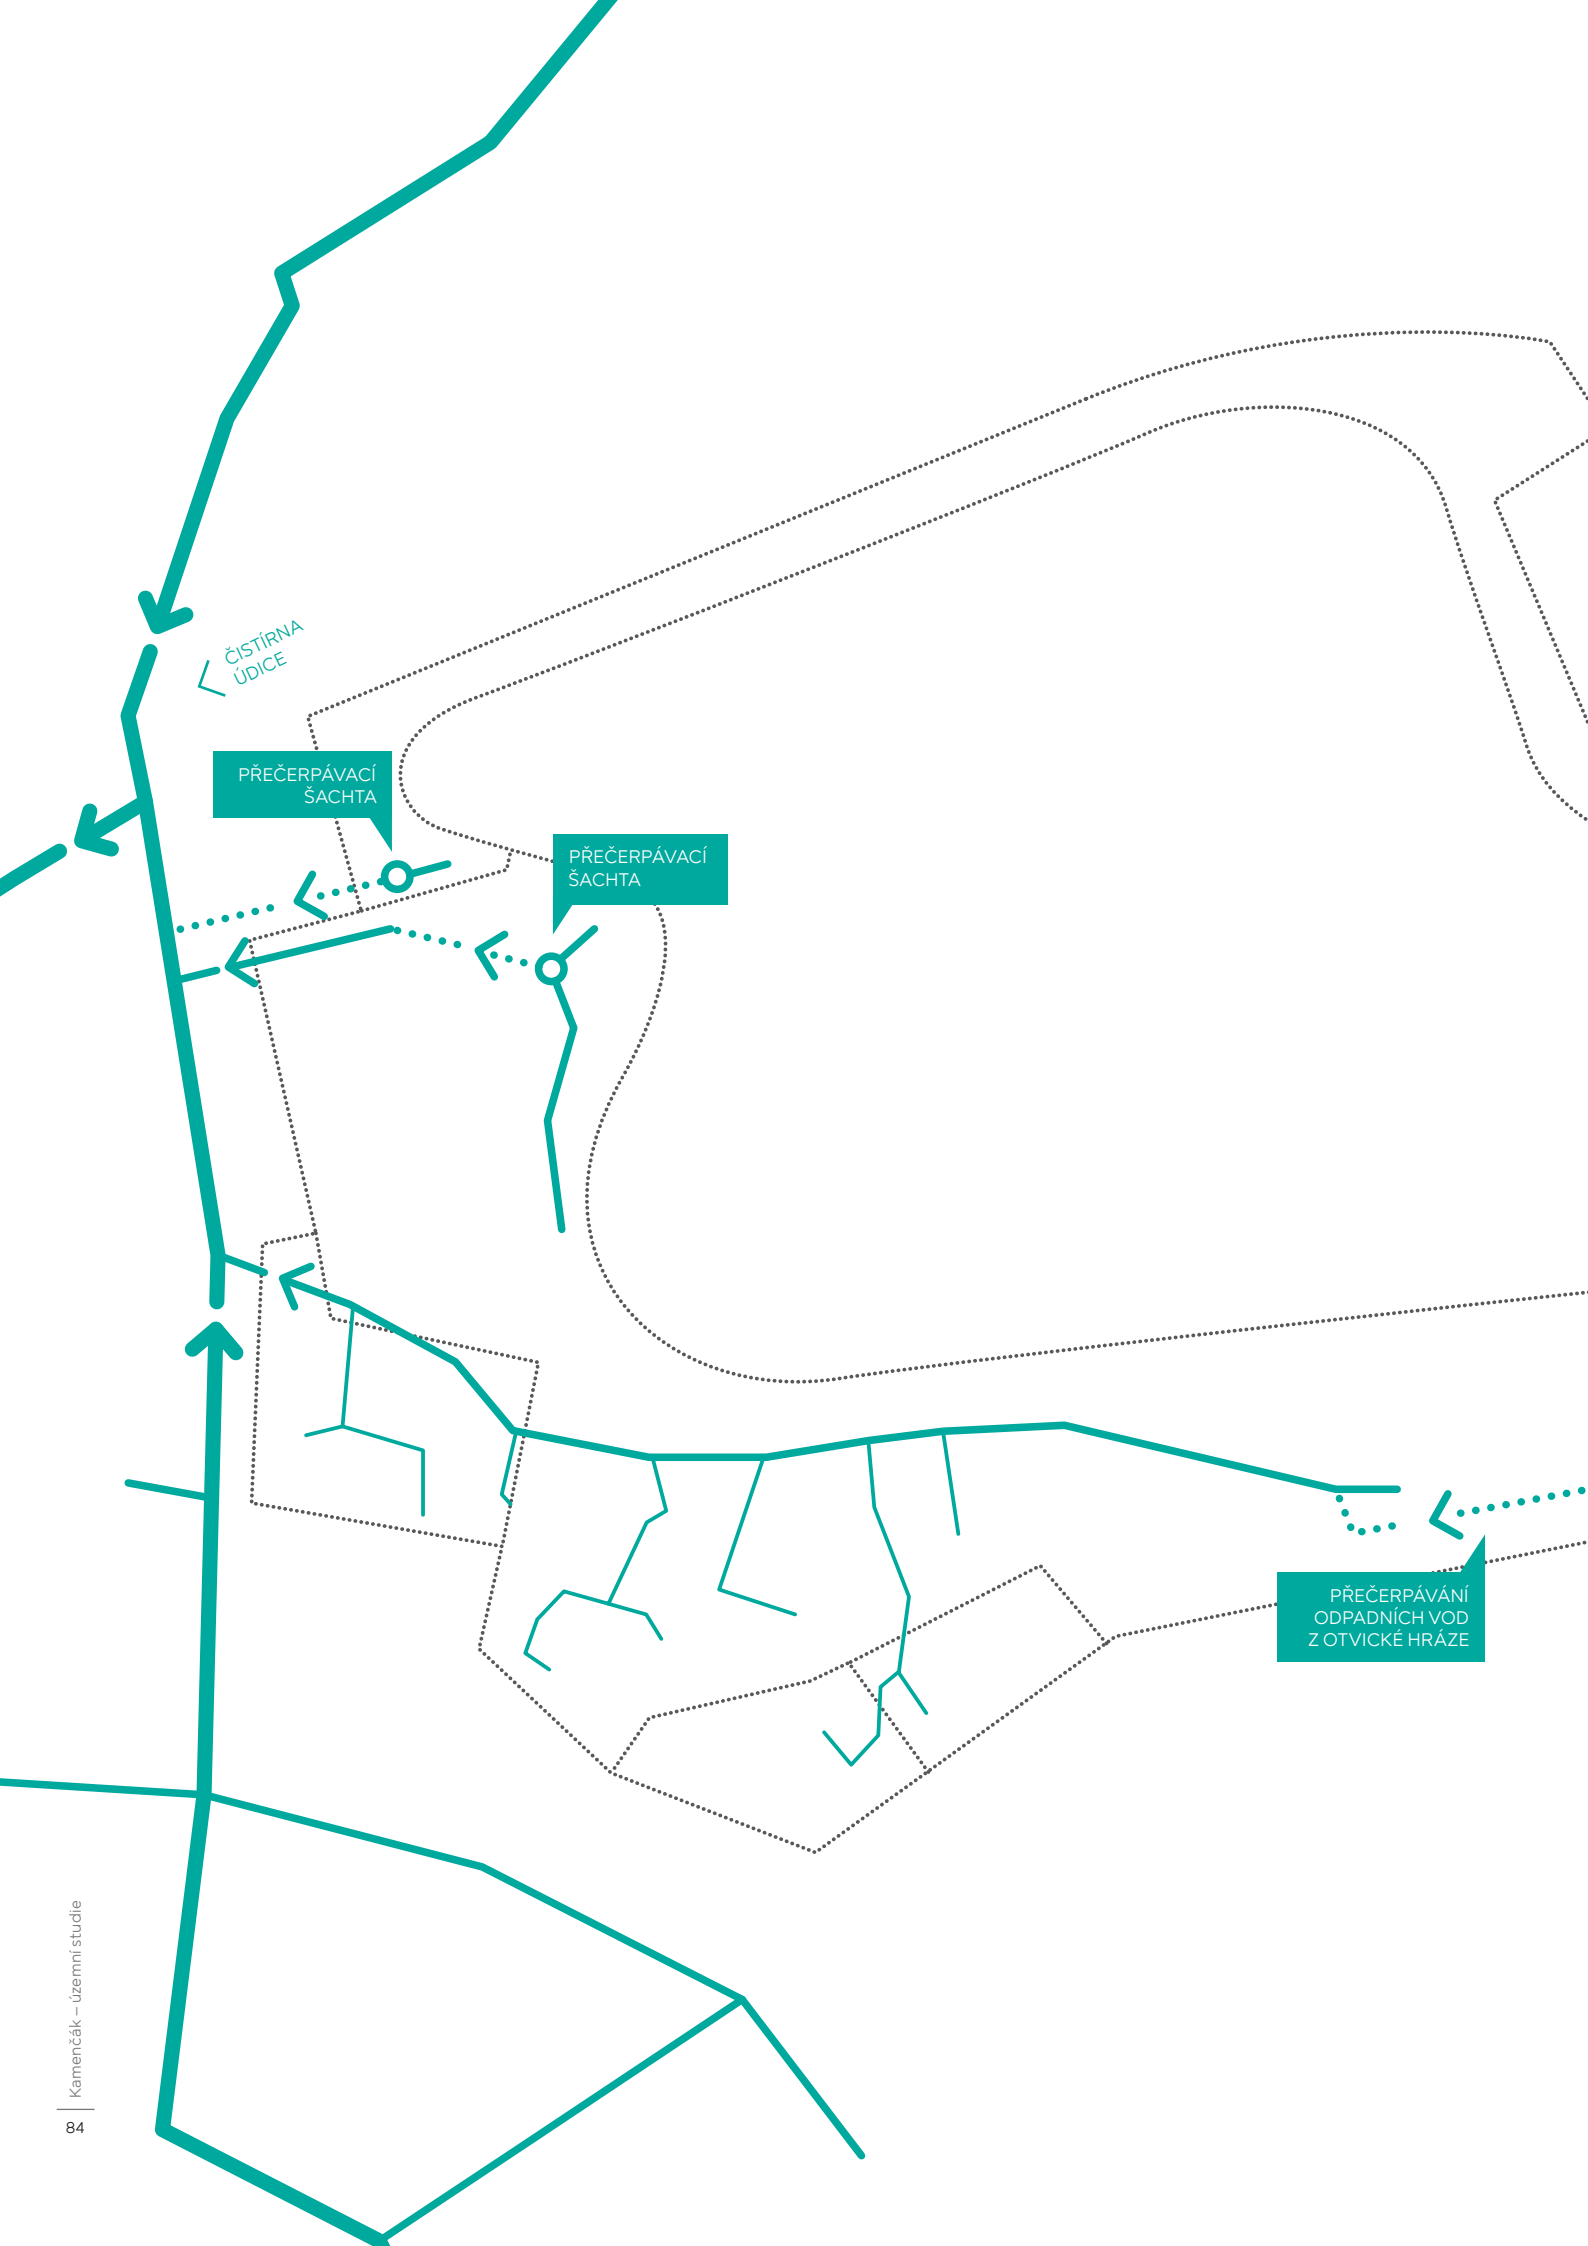 ČISTÍRNA
ÚDICE
PŘEČERPÁVACÍ
ŠACHTA
PŘEČERPÁVACÍ
ŠACHTA
PŘEČERPÁVÁNÍ
ODPADNÍCH VOD
Z OTVICKÉ HRÁZE
Kamenčák – územní studie
84